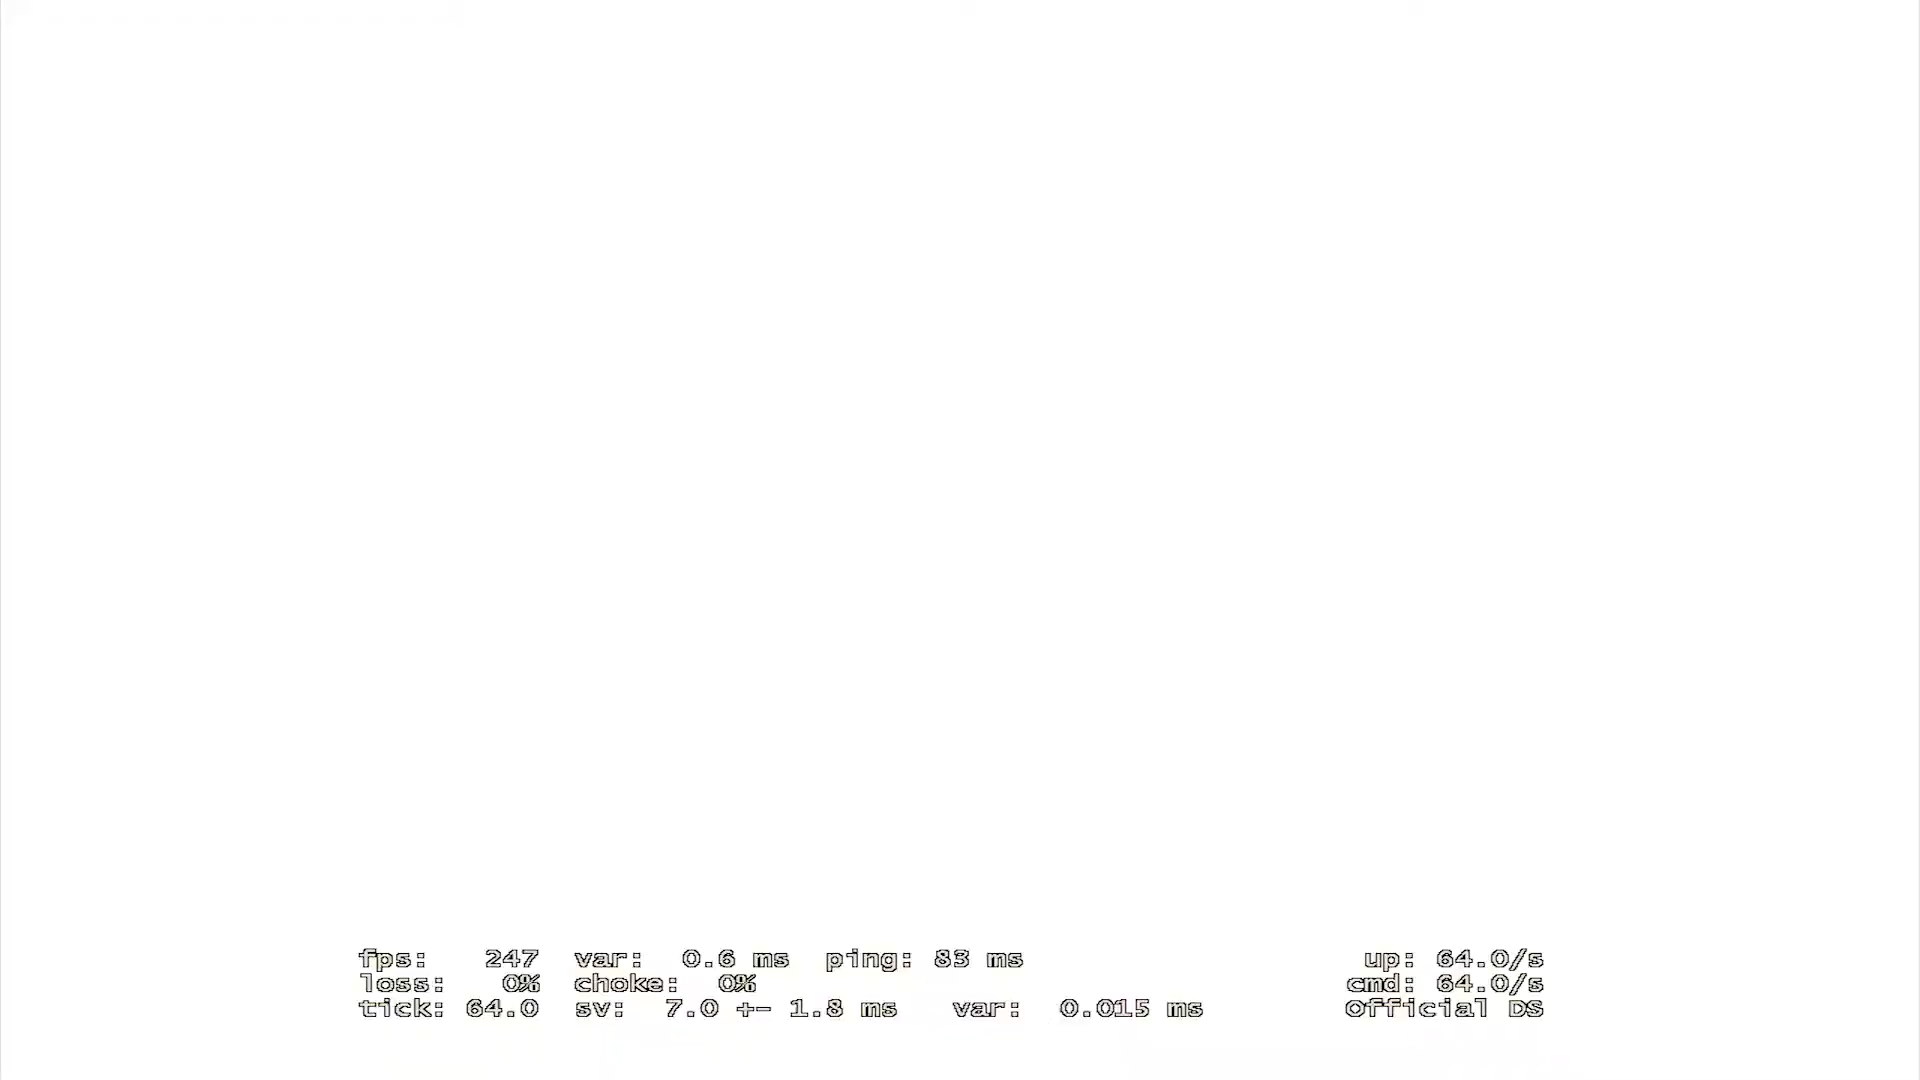 fps: 247 var: 0.6 ms ping: 83 ms up: 64.0/s
loss: 0% choke: 0% cmd: 64.0/s
tick: 64.0 sv: 7.0 +- 1.8 ms var: 0.015 ms Official DS